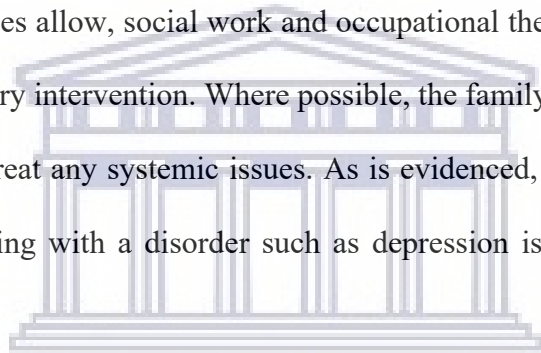 es allow, social work and occupational the
ry intervention. Where possible, the family
reat any systemic issues. As is evidenced,
ing with a disorder such as depression is